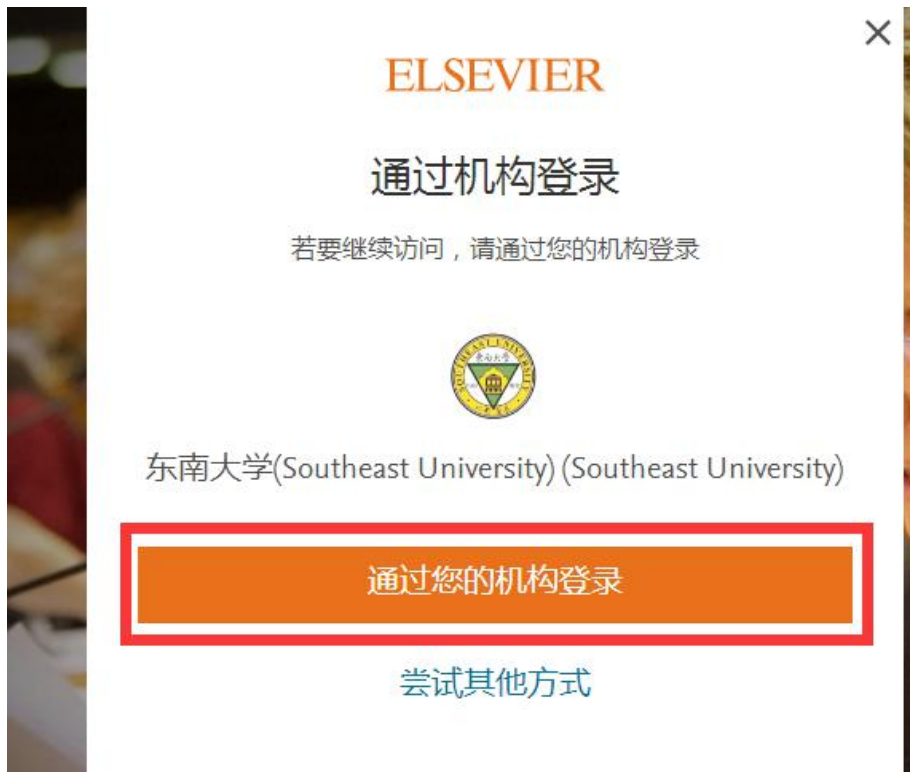 ELSEVIER
通过机构登录
若要继续访问，请通过您的机构登录
SOUTHEAST UNIVERSITY
东南大学(Southeast University) (Southeast University)
通过您的机构登录
尝试其他方式